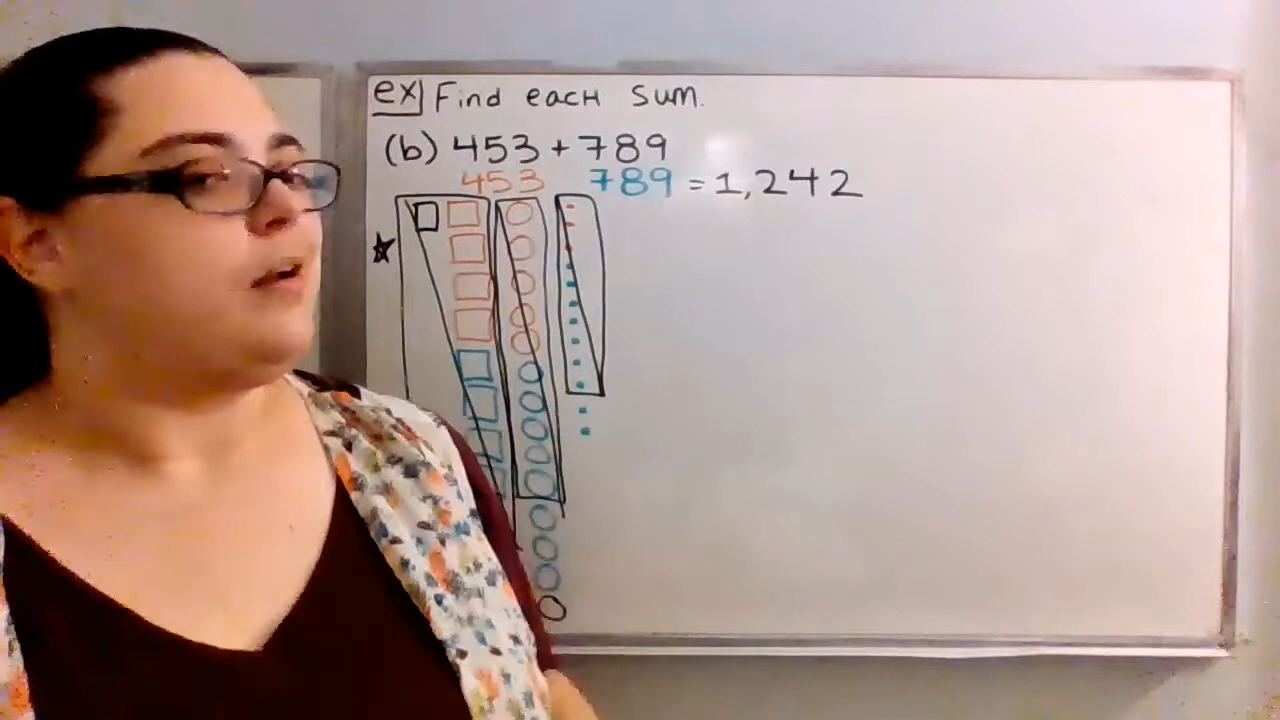 ex Find each sum.
(b) 453 + 789
453 789 = 1,242